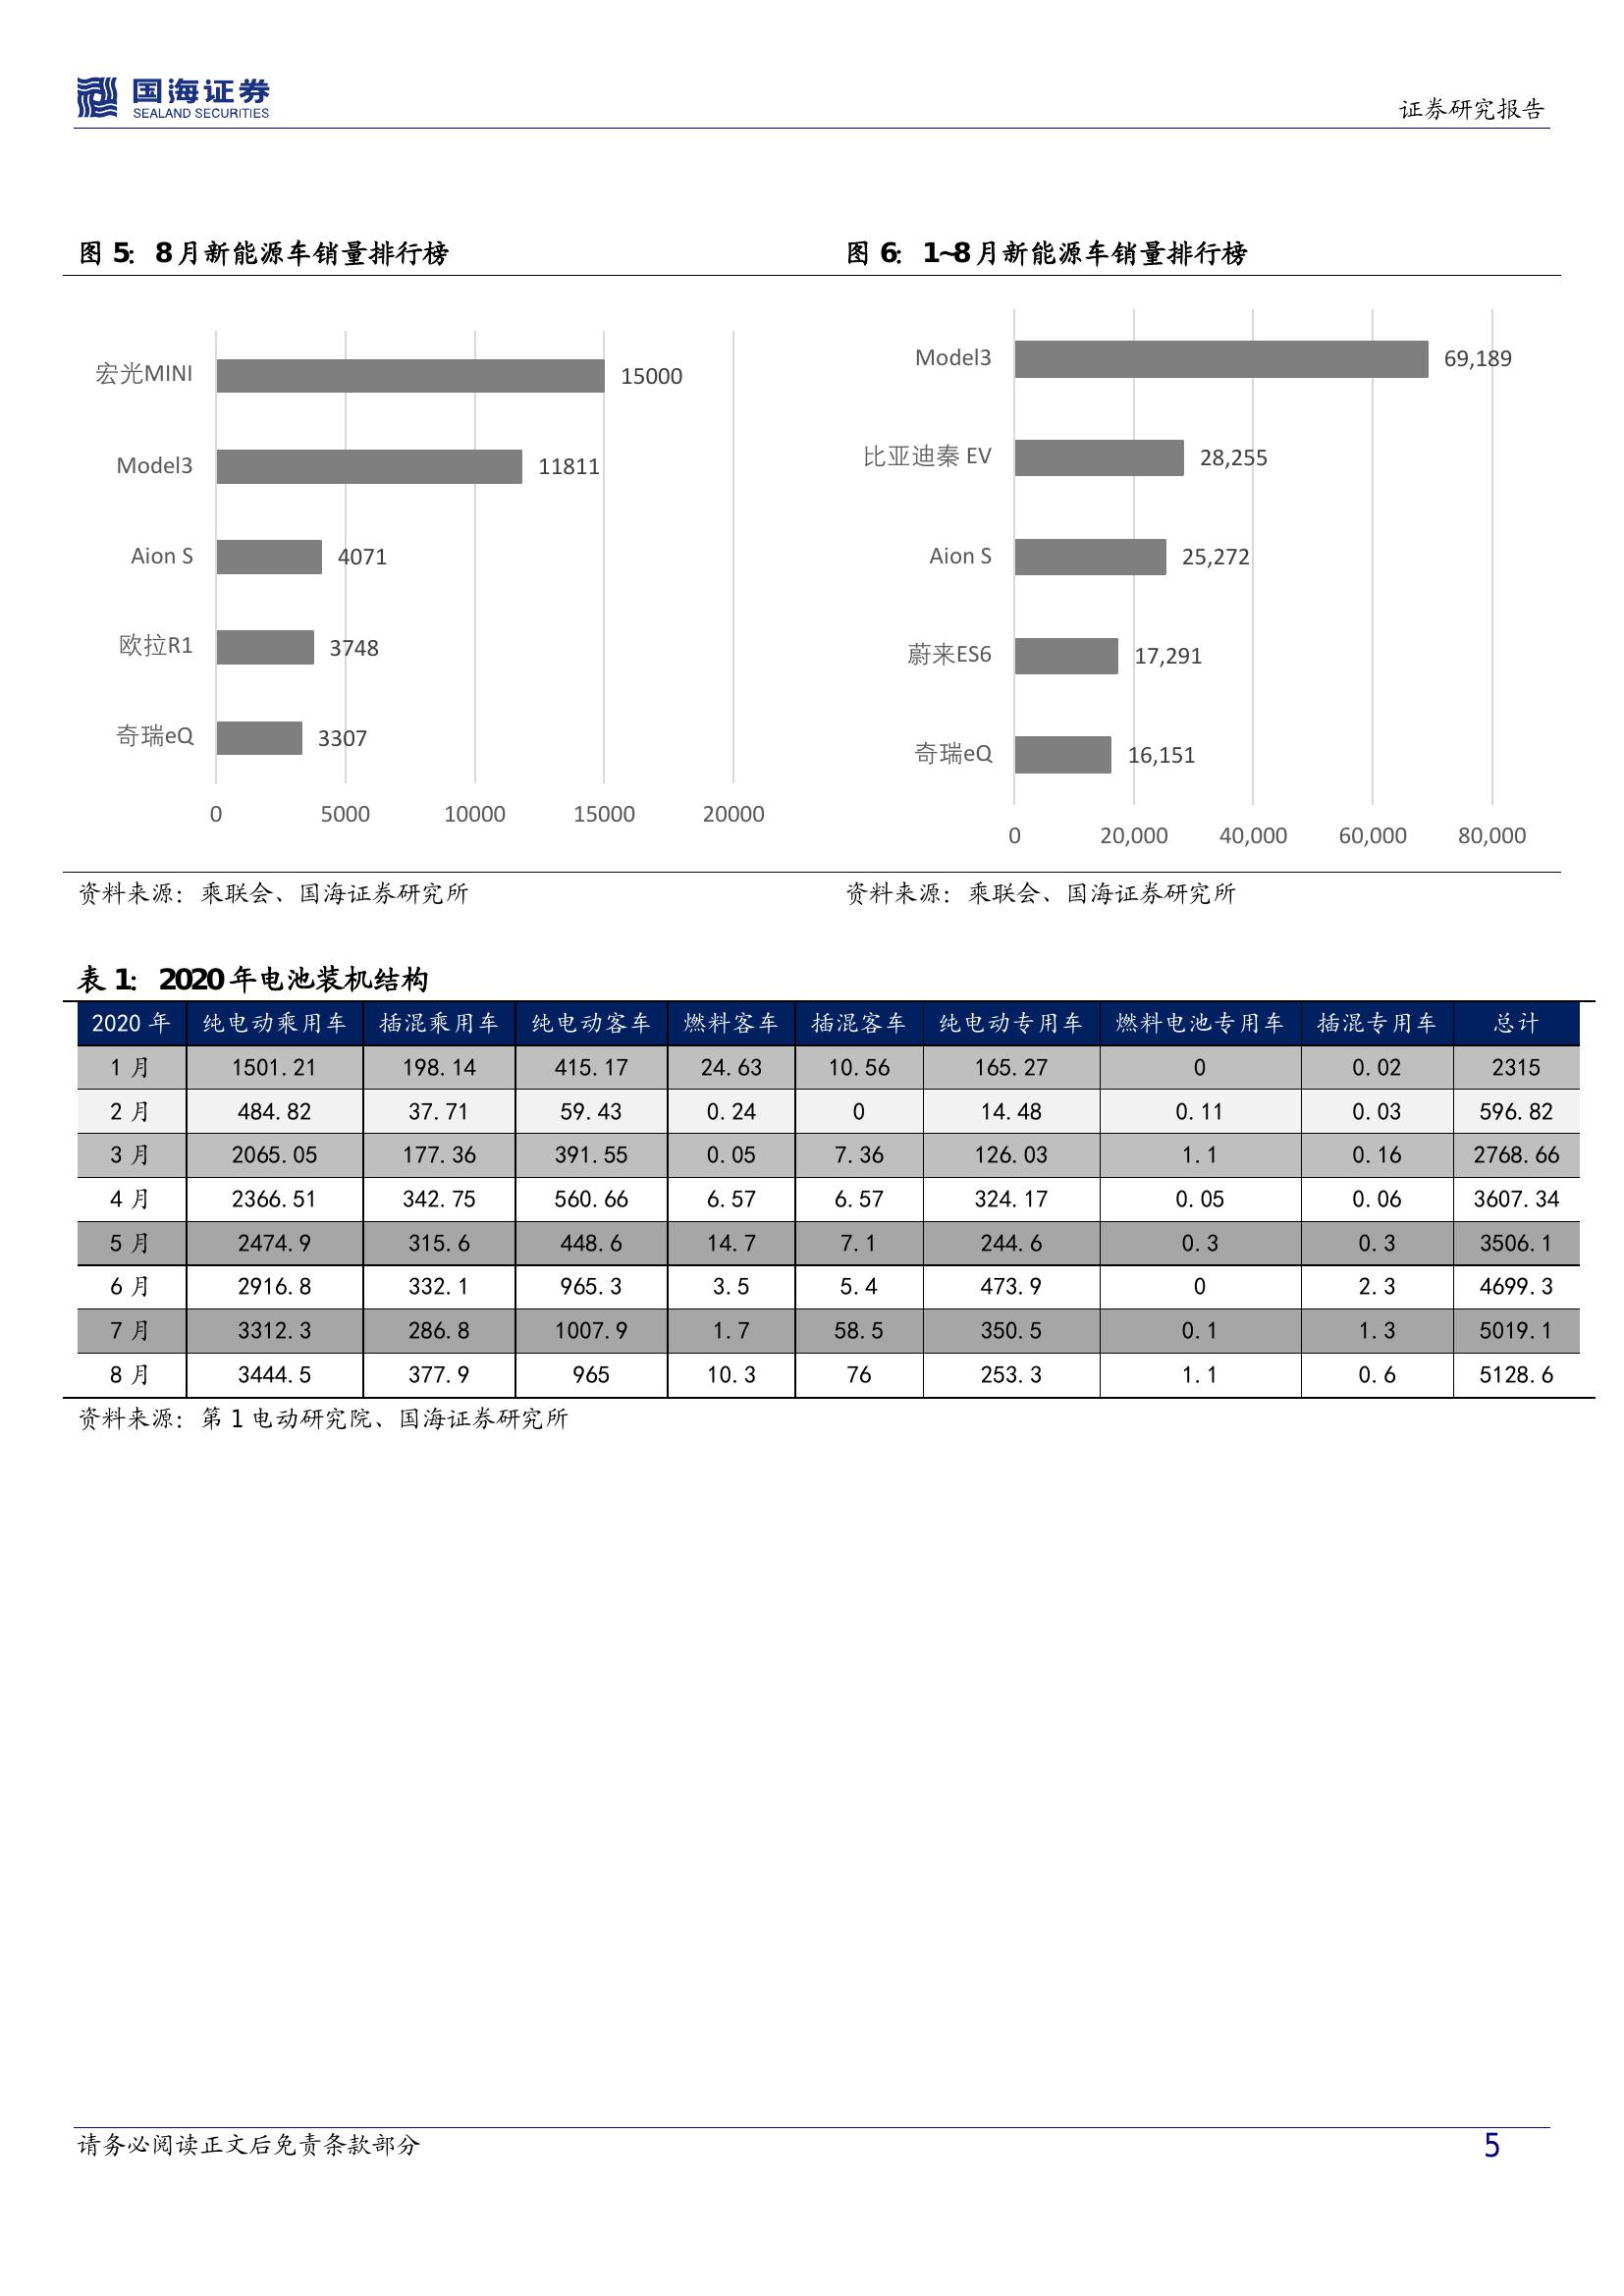 国海证券
SEALAND SECURITIES
证券研究报告
图 5: 8 月新能源车销量排行榜
宏光MINI 15000
Model3 11811
Aion S 4071
欧拉R1 3748
奇瑞eQ 3307
0 5000 10000 15000 20000
资料来源：乘联会、国海证券研究所
图 6: 1~8 月新能源车销量排行榜
Model3 69,189
比亚迪秦 EV 28,255
Aion S 25,272
蔚来ES6 17,291
奇瑞eQ 16,151
0 20,000 40,000 60,000 80,000
资料来源：乘联会、国海证券研究所
表 1: 2020 年电池装机结构
2020 年 纯电动乘用车 插混乘用车 纯电动客车 燃料客车 插混客车 纯电动专用车 燃料电池专用车 插混专用车 总计
1 月 1501.21 198.14 415.17 24.63 10.56 165.27 0 0.02 2315
2 月 484.82 37.71 59.43 0.24 0 14.48 0.11 0.03 596.82
3 月 2065.05 177.36 391.55 0.05 7.36 126.03 1.1 0.16 2768.66
4 月 2366.51 342.75 560.66 6.57 6.57 324.17 0.05 0.06 3607.34
5 月 2474.9 315.6 448.6 14.7 7.1 244.6 0.3 0.3 3506.1
6 月 2916.8 332.1 965.3 3.5 5.4 473.9 0 2.3 4699.3
7 月 3312.3 286.8 1007.9 1.7 58.5 350.5 0.1 1.3 5019.1
8 月 3444.5 377.9 965 10.3 76 253.3 1.1 0.6 5128.6
资料来源：第 1 电动研究院、国海证券研究所
请务必阅读正文后免责条款部分
5